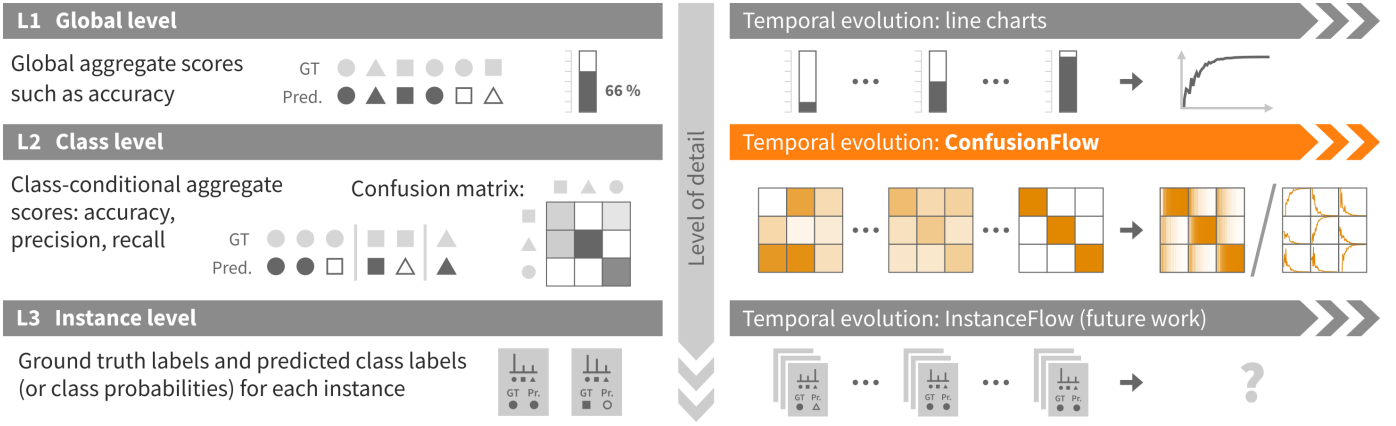 L1 Global level
Global aggregate scores
such as accuracy
GT
Pred.
66 %
L2 Class level
Class-conditional aggregate
scores: accuracy,
precision, recall
Confusion matrix:
GT
Pred.
L3 Instance level
Ground truth labels and predicted class labels
(or class probabilities) for each instance
GT Pr.
GT Pr.
Level of detail
Temporal evolution: line charts
Temporal evolution: ConfusionFlow
Temporal evolution: InstanceFlow (future work)
GT Pr.
GT Pr.
GT Pr.
?